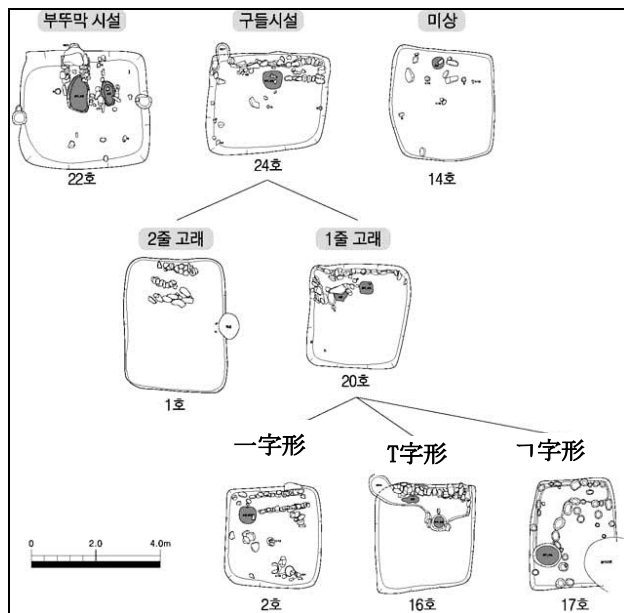 부뚜막 시설
구들시설
미상
22호
24호
14호
2줄 고래
1줄 고래
1호
20호
一字形
T字形
ㄱ字形
0 2.0 4.0m
2호
16호
17호